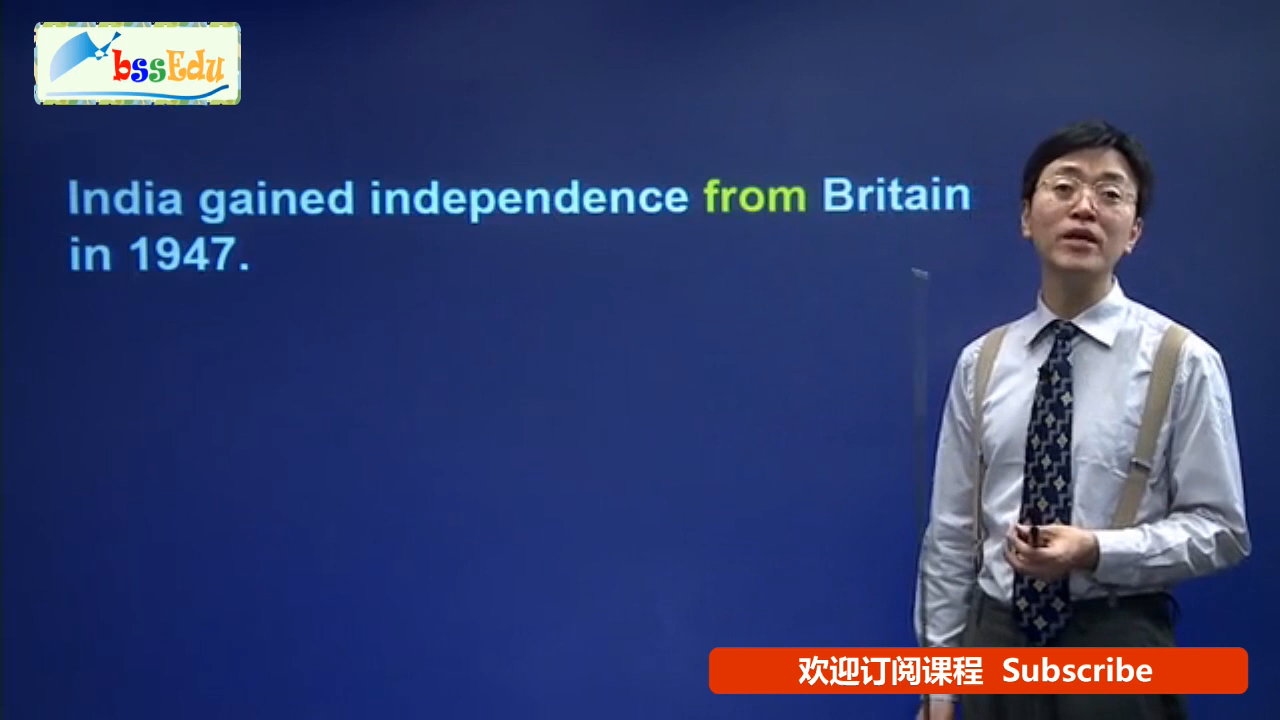 bssEdu
India gained independence from Britain
in 1947.
欢迎订阅课程 Subscribe